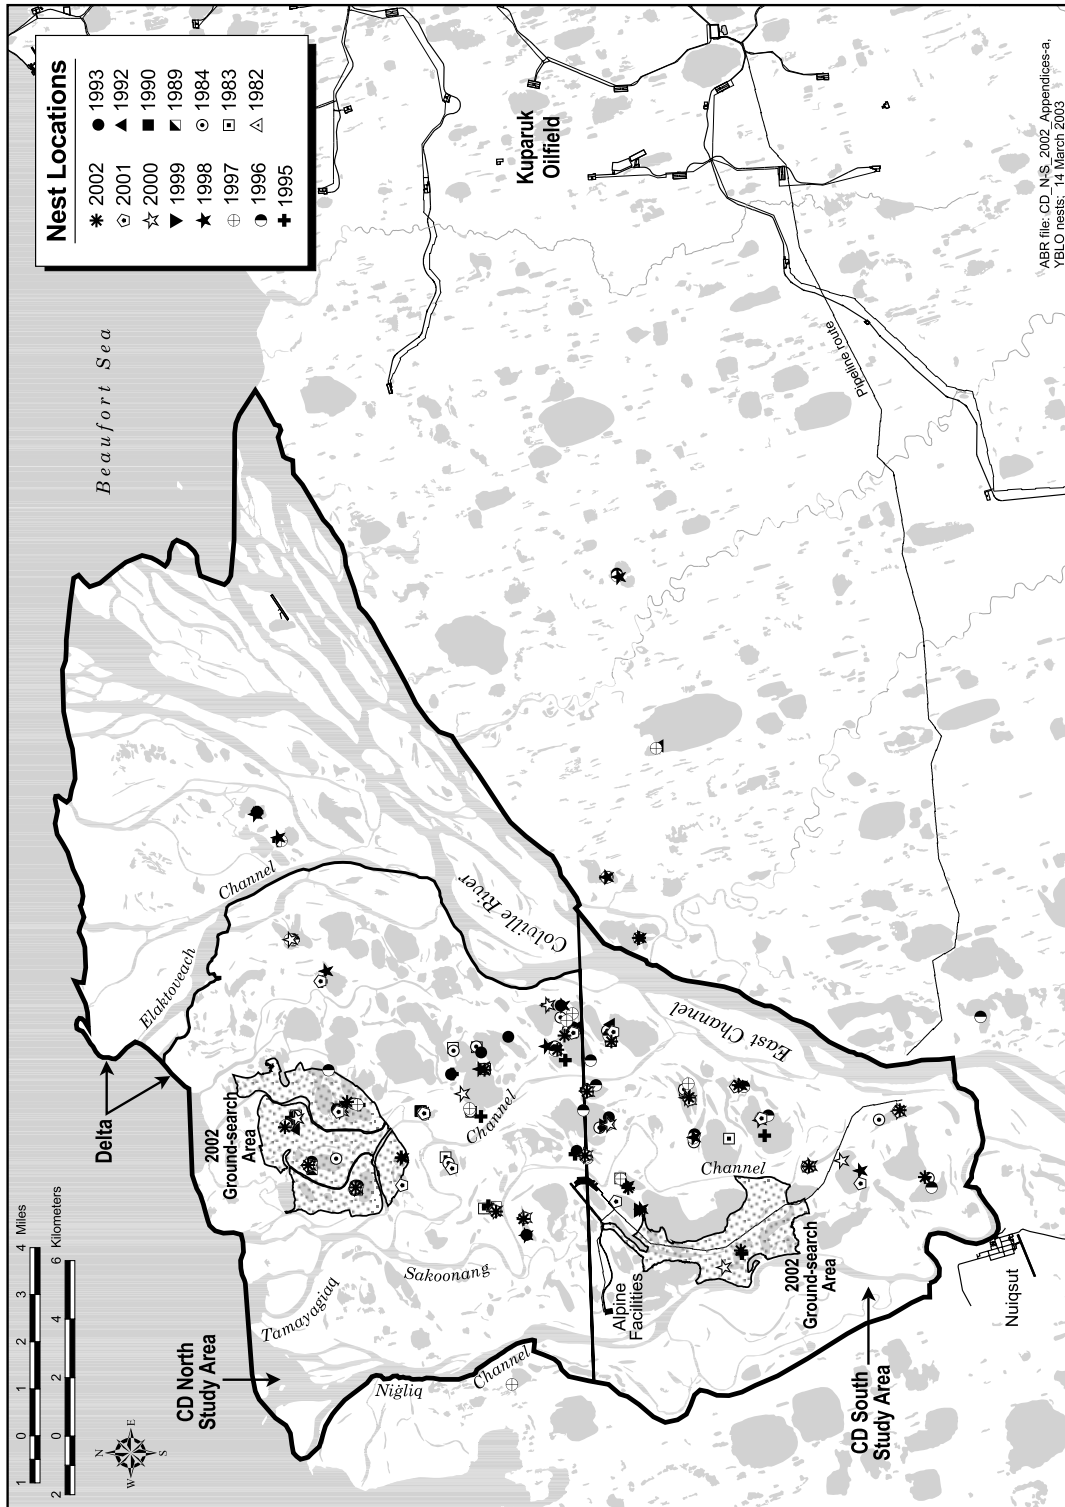 Nest Locations
2002
2001
2000
1999
1998
1997
1996
1995
1993
1992
1990
1989
1984
1983
1982
Beaufort Sea
Kuparuk
Oilfield
Pipeline route
Elaktoveach
Channel
Colville River
East Channel
Delta
2002
Ground-search
Area
Channel
Sakoonang
Tamayagiaq
CD North
Study Area
Niġliq
Channel
Alpine
Facilities
Channel
2002
Ground-search
Area
CD South
Study Area
Nuiqsut
1 0 1 2 3 4 Miles
2 0 2 4 6 Kilometers
N
E
S
W
ABR file: CD_N-S_2002_Appendices-a,
YBLO nests; 14 March 2003